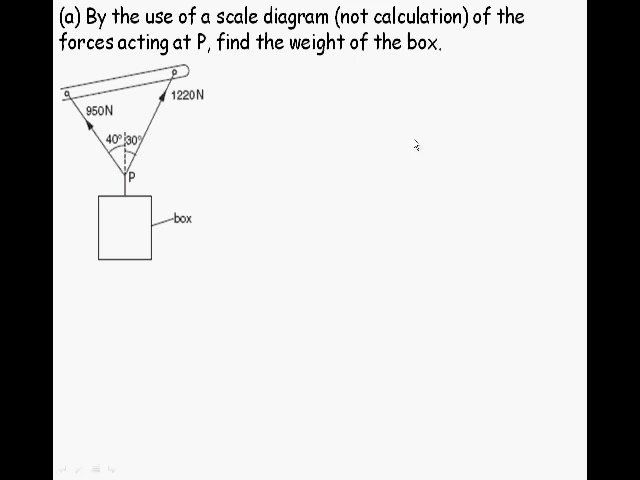 (a) By the use of a scale diagram (not calculation) of the
forces acting at P, find the weight of the box.
1220N
950N
40° 30°
P
box